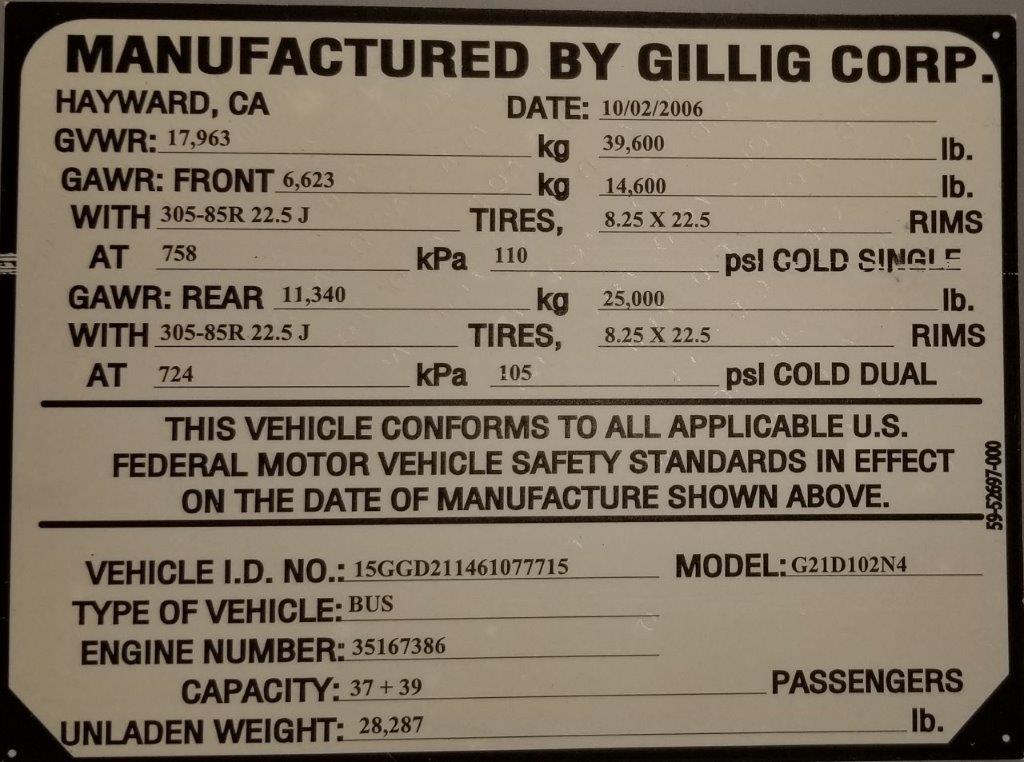 MANUFACTURED BY GILLIG CORP.
HAYWARD, CA DATE: 10/02/2006
GVWR: 17,963 kg 39,600 lb.
GAWR: FRONT 6,623 kg 14,600 lb.
WITH 305-85R 22.5 J TIRES, 8.25 X 22.5 RIMS
AT 758 kPa 110 psI COLD SINGLE
GAWR: REAR 11,340 kg 25,000 lb.
WITH 305-85R 22.5 J TIRES, 8.25 X 22.5 RIMS
AT 724 kPa 105 psI COLD DUAL
THIS VEHICLE CONFORMS TO ALL APPLICABLE U.S.
FEDERAL MOTOR VEHICLE SAFETY STANDARDS IN EFFECT
ON THE DATE OF MANUFACTURE SHOWN ABOVE.
59-52697-000
VEHICLE I.D. NO.: 15GGD211461077715 MODEL: G21D102N4
TYPE OF VEHICLE: BUS
ENGINE NUMBER: 35167386
CAPACITY: 37 + 39 PASSENGERS
UNLADEN WEIGHT: 28,287 lb.